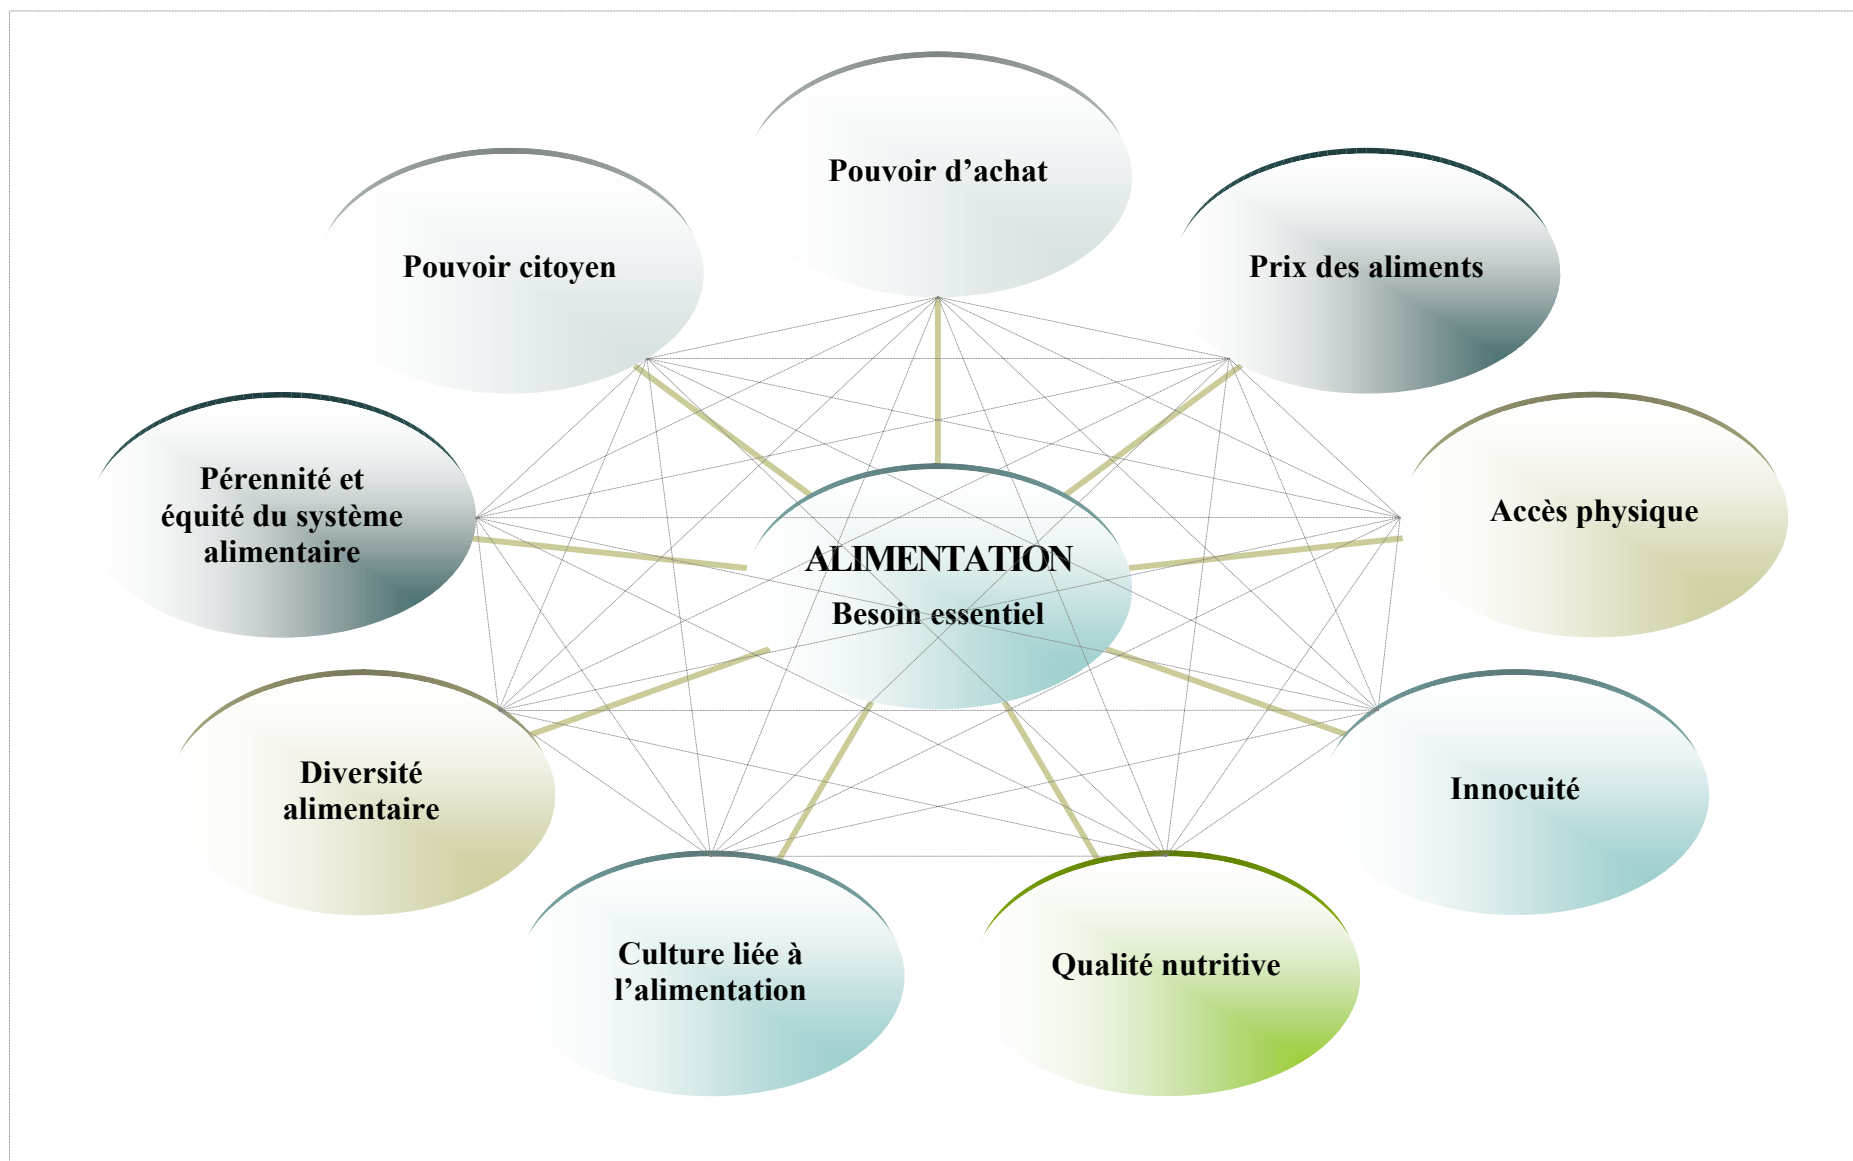 Pouvoir d’achat
Pouvoir citoyen
Prix des aliments
Pérennité et
équité du système
alimentaire
Accès physique
ALIMENTATION
Besoin essentiel
Diversité
alimentaire
Innocuité
Culture liée à
l’alimentation
Qualité nutritive